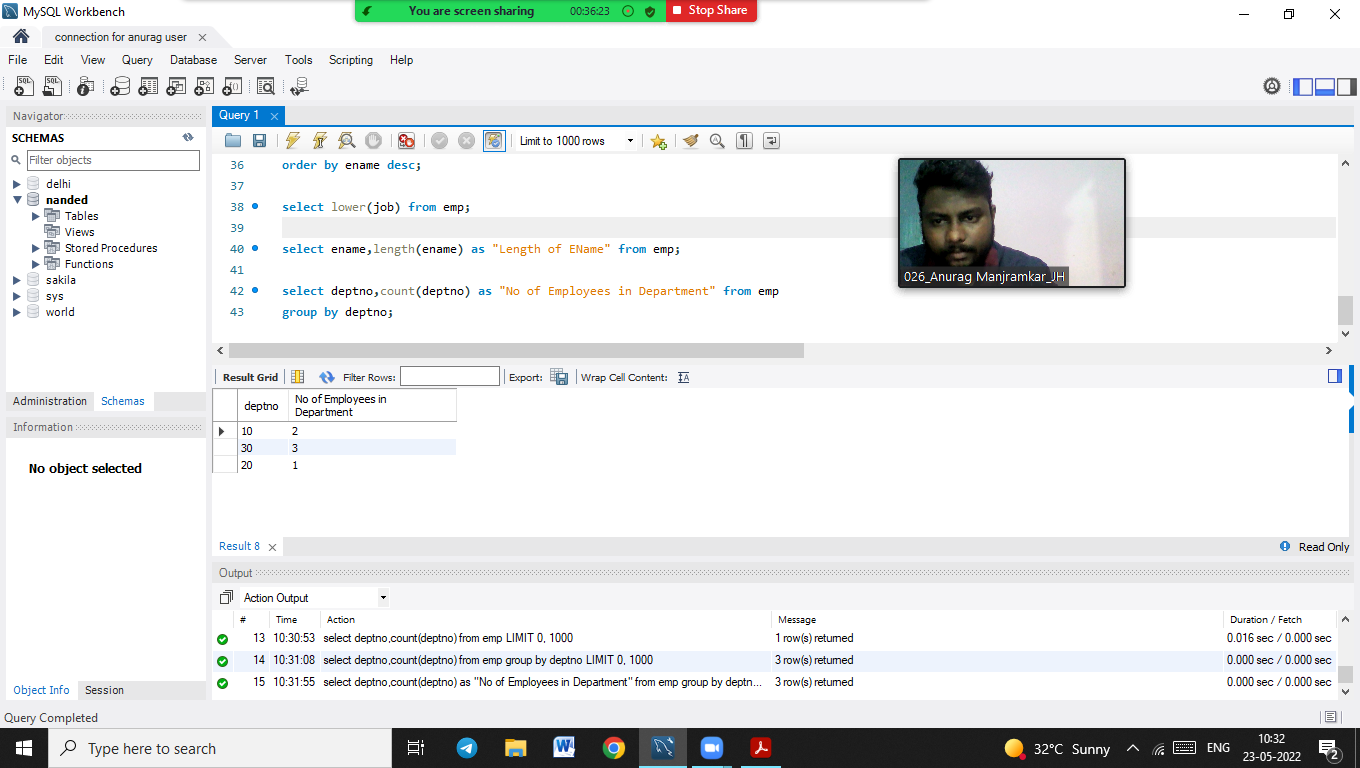 MySQL Workbench
You are screen sharing 00:36:23 Stop Share
connection for anurag user
File Edit View Query Database Server Tools Scripting Help
Navigator
SCHEMAS
Filter objects
delhi
nanded
Tables
Views
Stored Procedures
Functions
sakila
sys
world
Administration Schemas
Information
No object selected
Object Info Session
Query 1
Limit to 1000 rows
36 order by ename desc;
37
38 select lower(job) from emp;
39
40 select ename,length(ename) as "Length of EName" from emp;
41
42 select deptno,count(deptno) as "No of Employees in Department" from emp
43 group by deptno;
026_Anurag Manjramkar_JH
Result Grid Filter Rows: Export: Wrap Cell Content:
deptno No of Employees in
Department
10 2
30 3
20 1
Result 8 Read Only
Output
Action Output
# Time Action Message Duration / Fetch
13 10:30:53 select deptno,count(deptno) from emp LIMIT 0, 1000 1 row(s) returned 0.016 sec / 0.000 sec
14 10:31:08 select deptno,count(deptno) from emp group by deptno LIMIT 0, 1000 3 row(s) returned 0.000 sec / 0.000 sec
15 10:31:55 select deptno,count(deptno) as "No of Employees in Department" from emp group by deptn... 3 row(s) returned 0.000 sec / 0.000 sec
Query Completed
Type here to search
32°C Sunny ENG 10:32
23-05-2022 2